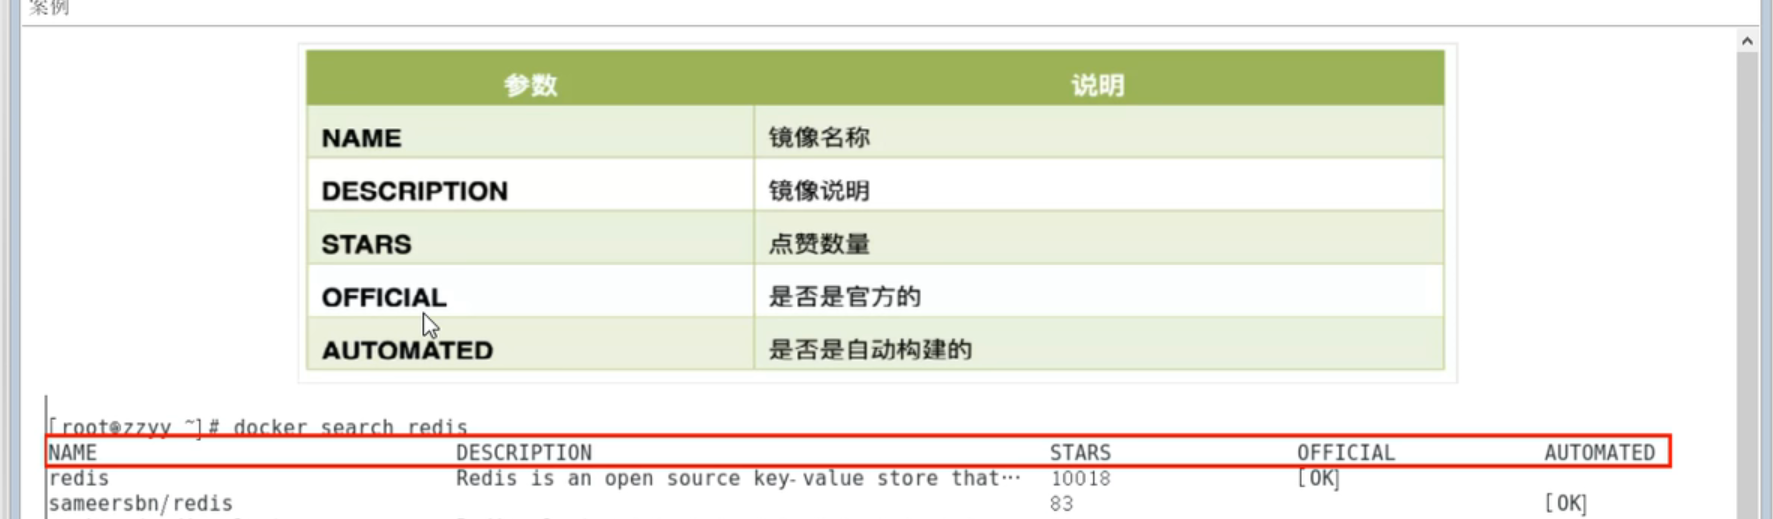 案例
参数 说明
NAME 镜像名称
DESCRIPTION 镜像说明
STARS 点赞数量
OFFICIAL 是否是官方的
AUTOMATED 是否是自动构建的
[root@zzyy ~]# docker search redis
NAME DESCRIPTION STARS OFFICIAL AUTOMATED
redis Redis is an open source key-value store that… 10018 [OK]
sameersbn/redis 83 [OK]